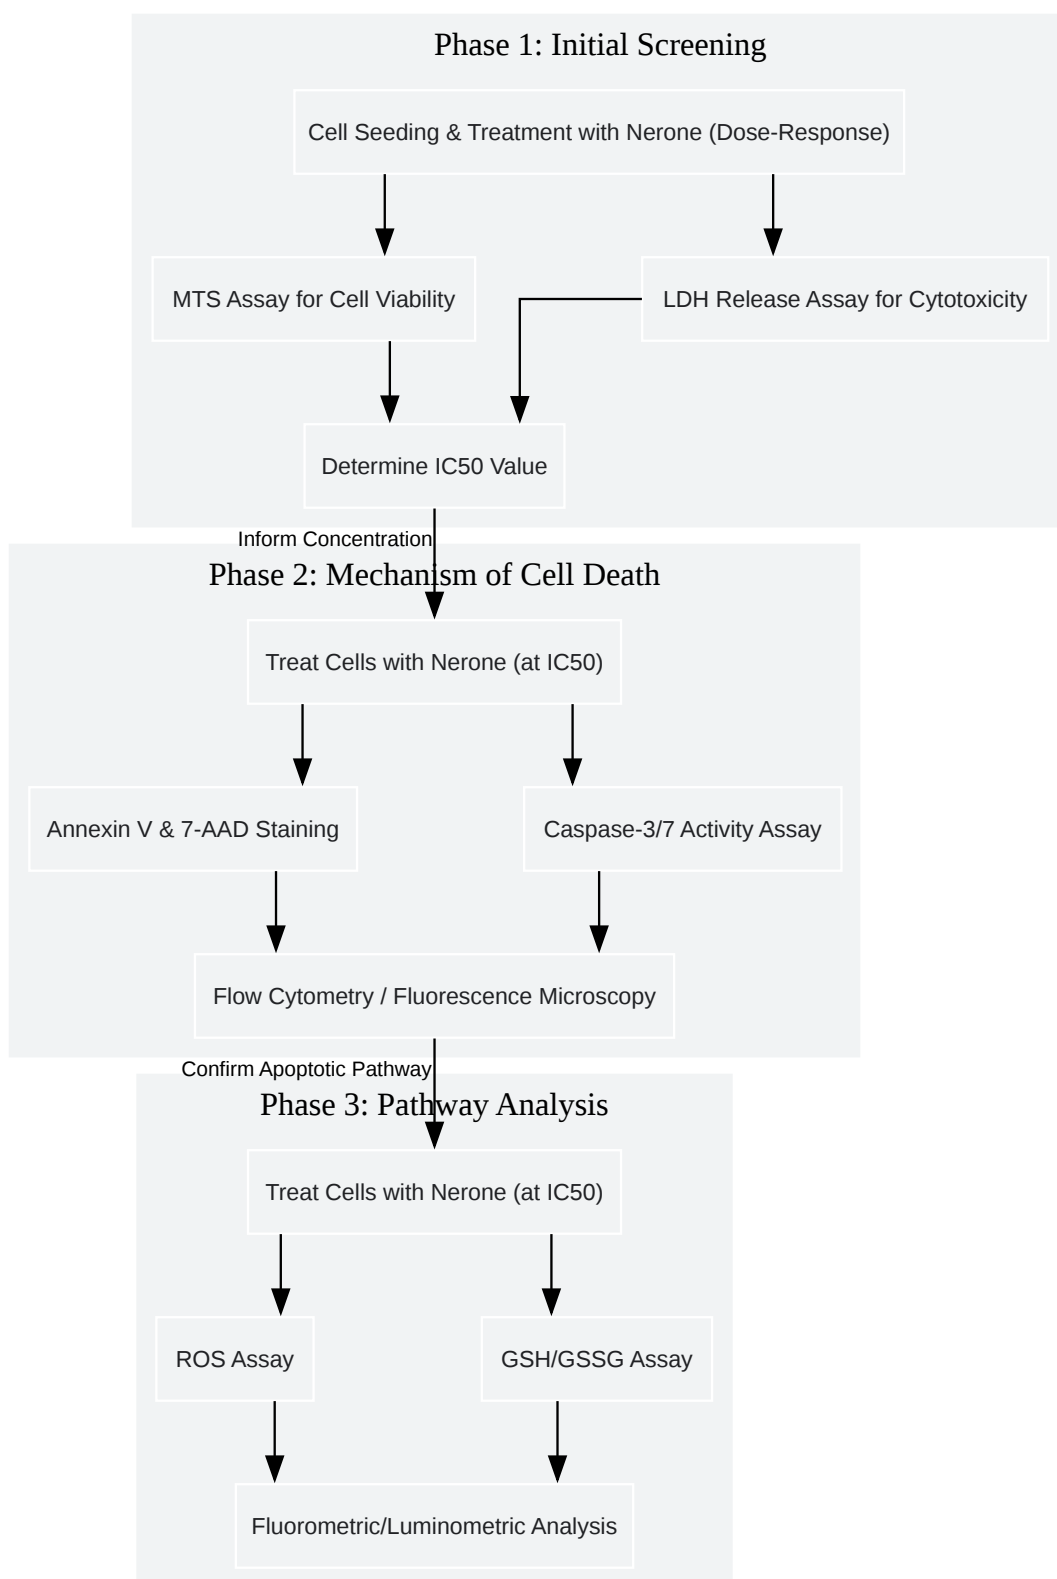 Phase 1: Initial Screening
Cell Seeding & Treatment with Nerone (Dose-Response)
MTS Assay for Cell Viability
LDH Release Assay for Cytotoxicity
Determine IC50 Value
Inform Concentration
Phase 2: Mechanism of Cell Death
Treat Cells with Nerone (at IC50)
Annexin V & 7-AAD Staining
Caspase-3/7 Activity Assay
Flow Cytometry / Fluorescence Microscopy
Confirm Apoptotic Pathway
Phase 3: Pathway Analysis
Treat Cells with Nerone (at IC50)
ROS Assay
GSH/GSSG Assay
Fluorometric/Luminometric Analysis